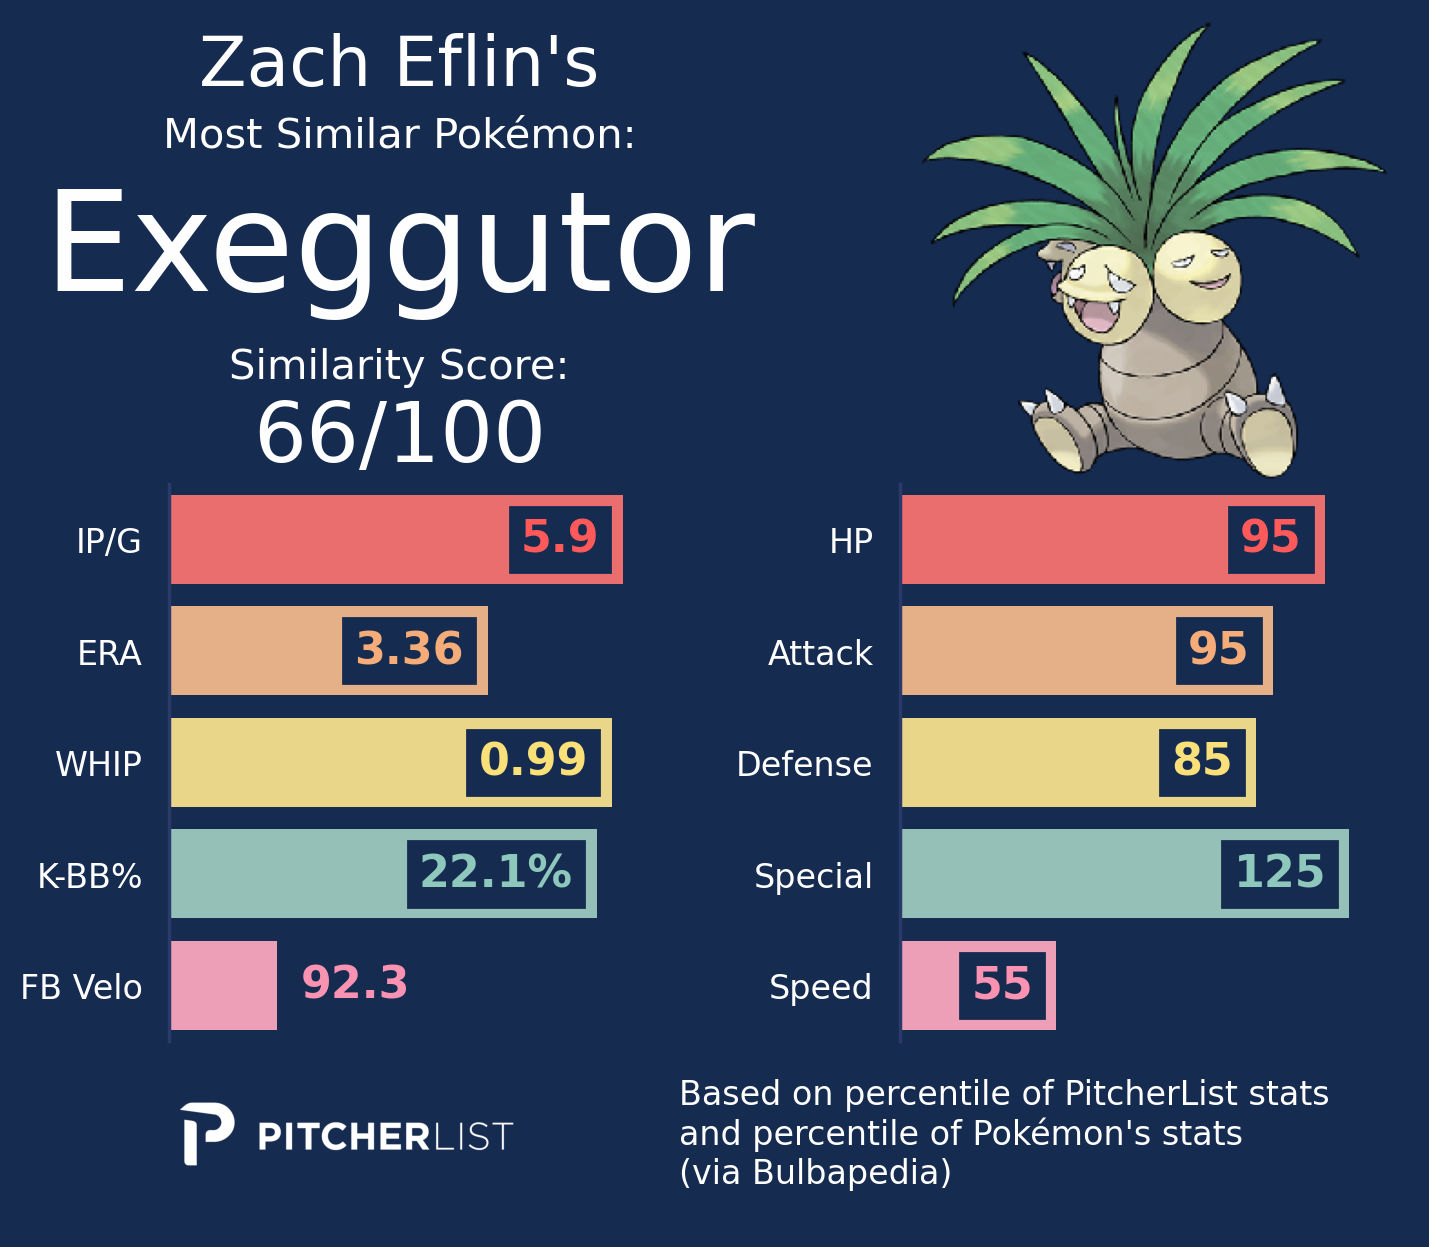 Zach Eflin's
Most Similar Pokémon:
Exeggutor
Similarity Score:
66/100
IP/G 5.9
ERA 3.36
WHIP 0.99
K-BB% 22.1%
FB Velo 92.3
HP 95
Attack 95
Defense 85
Special 125
Speed 55
PITCHERLIST
Based on percentile of PitcherList stats
and percentile of Pokémon's stats
(via Bulbapedia)